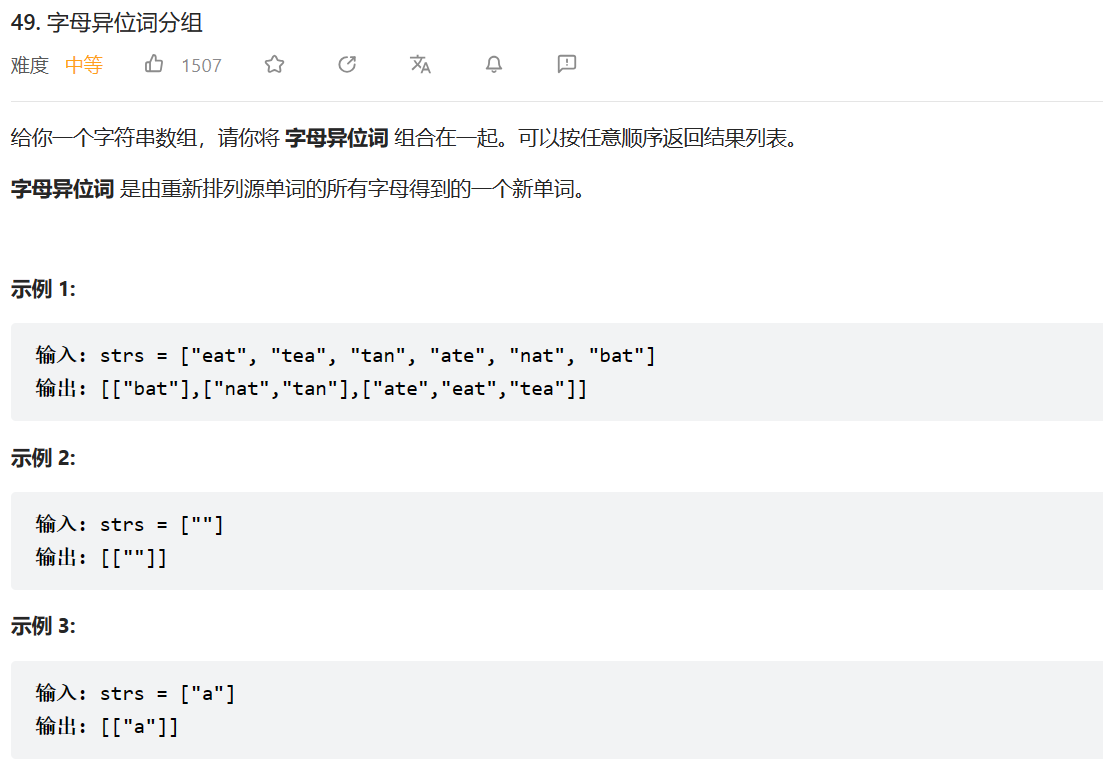 49. 字母异位词分组
难度 中等 1507
给你一个字符串数组，请你将 字母异位词 组合在一起。可以按任意顺序返回结果列表。
字母异位词 是由重新排列源单词的所有字母得到的一个新单词。
示例 1:
输入: strs = ["eat", "tea", "tan", "ate", "nat", "bat"]
输出: [["bat"],["nat","tan"],["ate","eat","tea"]]
示例 2:
输入: strs = [""]
输出: [[""]]
示例 3:
输入: strs = ["a"]
输出: [["a"]]